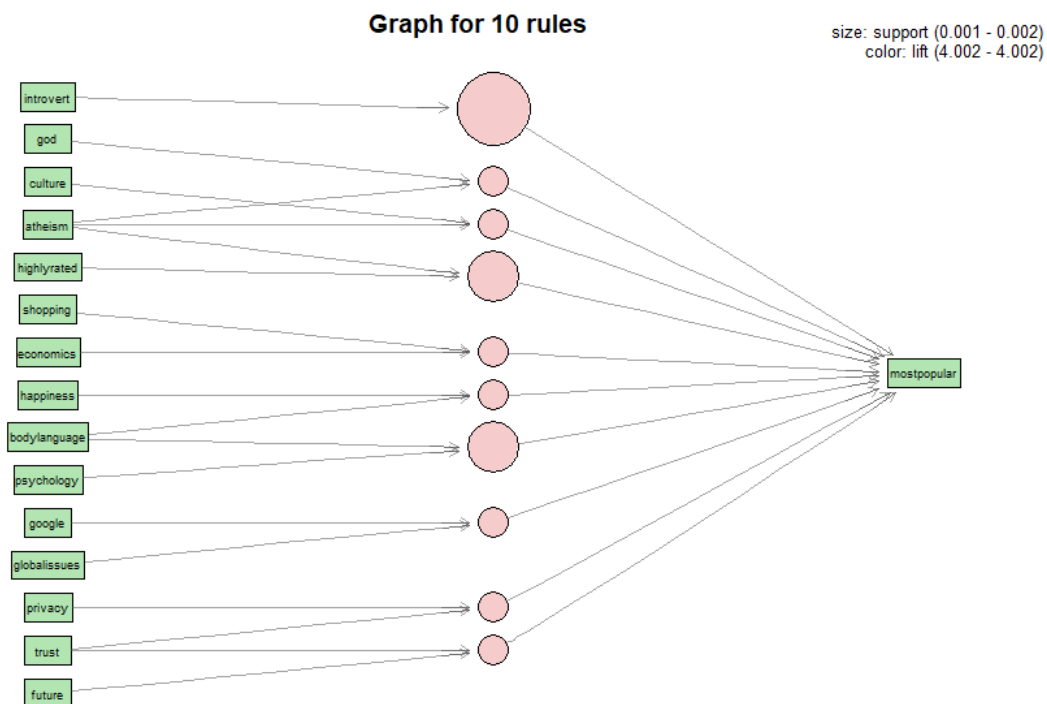 Graph for 10 rules
size: support (0.001 - 0.002)
color: lift (4.002 - 4.002)
introvert
god
culture
atheism
highlyrated
shopping
economics
happiness
mostpopular
bodylanguage
psychology
google
globalissues
privacy
trust
future